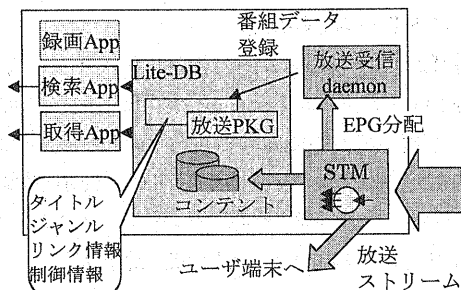 番組データ
登録
録画App
検索App
取得App
Lite-DB
放送PKG
コンテント
放送受信
daemon
EPG分配
STM
タイトル
ジャンル
リンク情報
制御情報
ユーザ端末へ
放送
ストリーム